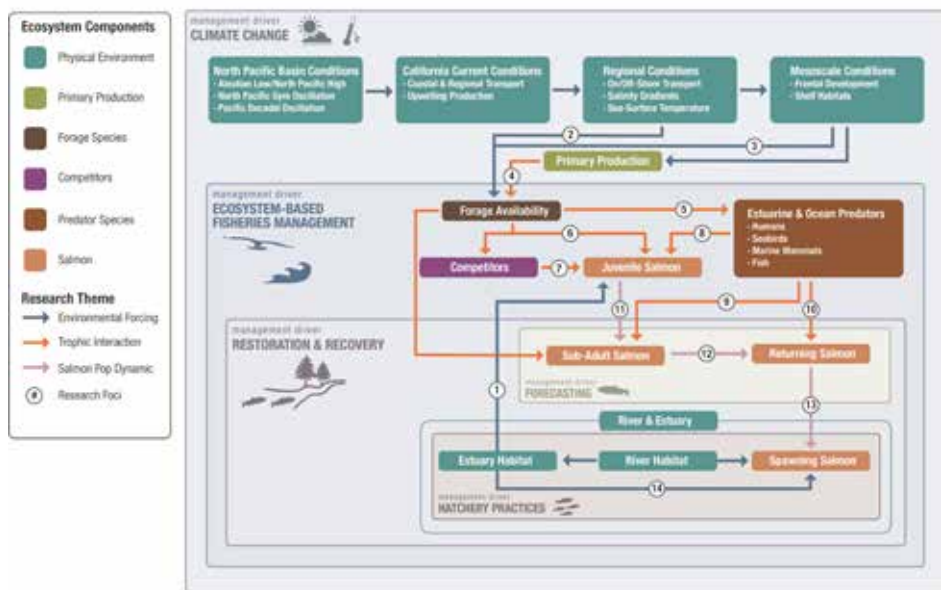 Ecosystem Components
Physical Environment
Primary Production
Forage Species
Competitors
Predator Species
Salmon
Research Theme
Environmental Forcing
Trophic Interaction
Salmon Pop Dynamic
# Research Foci
management driver
CLIMATE CHANGE
North Pacific Basin Conditions
- Aleutian Low/North Pacific High
- North Pacific Gyre Oscillation
- Pacific Decadal Oscillation
California Current Conditions
- Coastal & Regional Transport
- Upwelling Production
Regional Conditions
- On/Off-Shore Transport
- Salinity Gradients
- Sea-Surface Temperature
Mesoscale Conditions
- Frontal Development
- Shelf Habitats
2
3
Primary Production
4
management driver
ECOSYSTEM-BASED
FISHERIES MANAGEMENT
Forage Availability
5
Estuarine & Ocean Predators
- Humans
- Seabirds
- Marine Mammals
- Fish
6
8
Competitors
7
Juvenile Salmon
11
9
10
management driver
RESTORATION & RECOVERY
Sub-Adult Salmon
12
Returning Salmon
management driver
FORECASTING
1
13
River & Estuary
Estuary Habitat
River Habitat
Spawning Salmon
14
management driver
HATCHERY PRACTICES